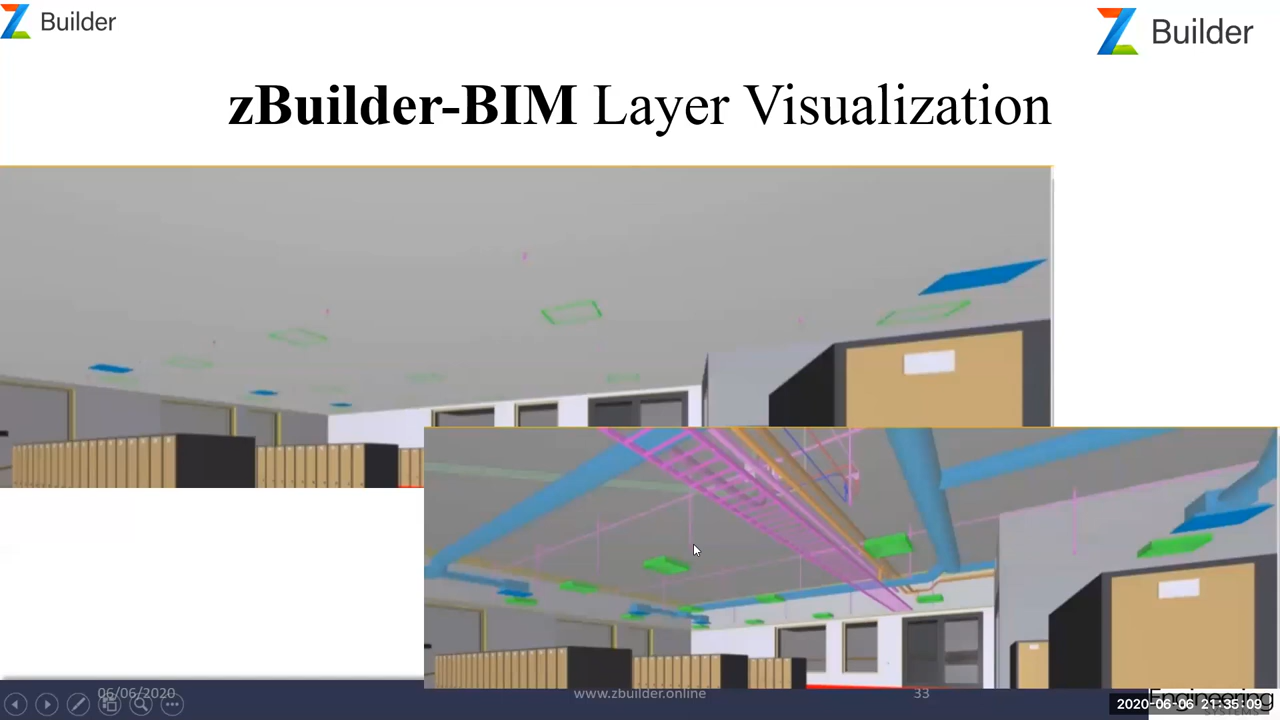 Builder
Builder
zBuilder-BIM Layer Visualization
06/06/2020
www.zbuilder.online
33
Engineering
SYSTEMS
2020-06-06 21:35:09